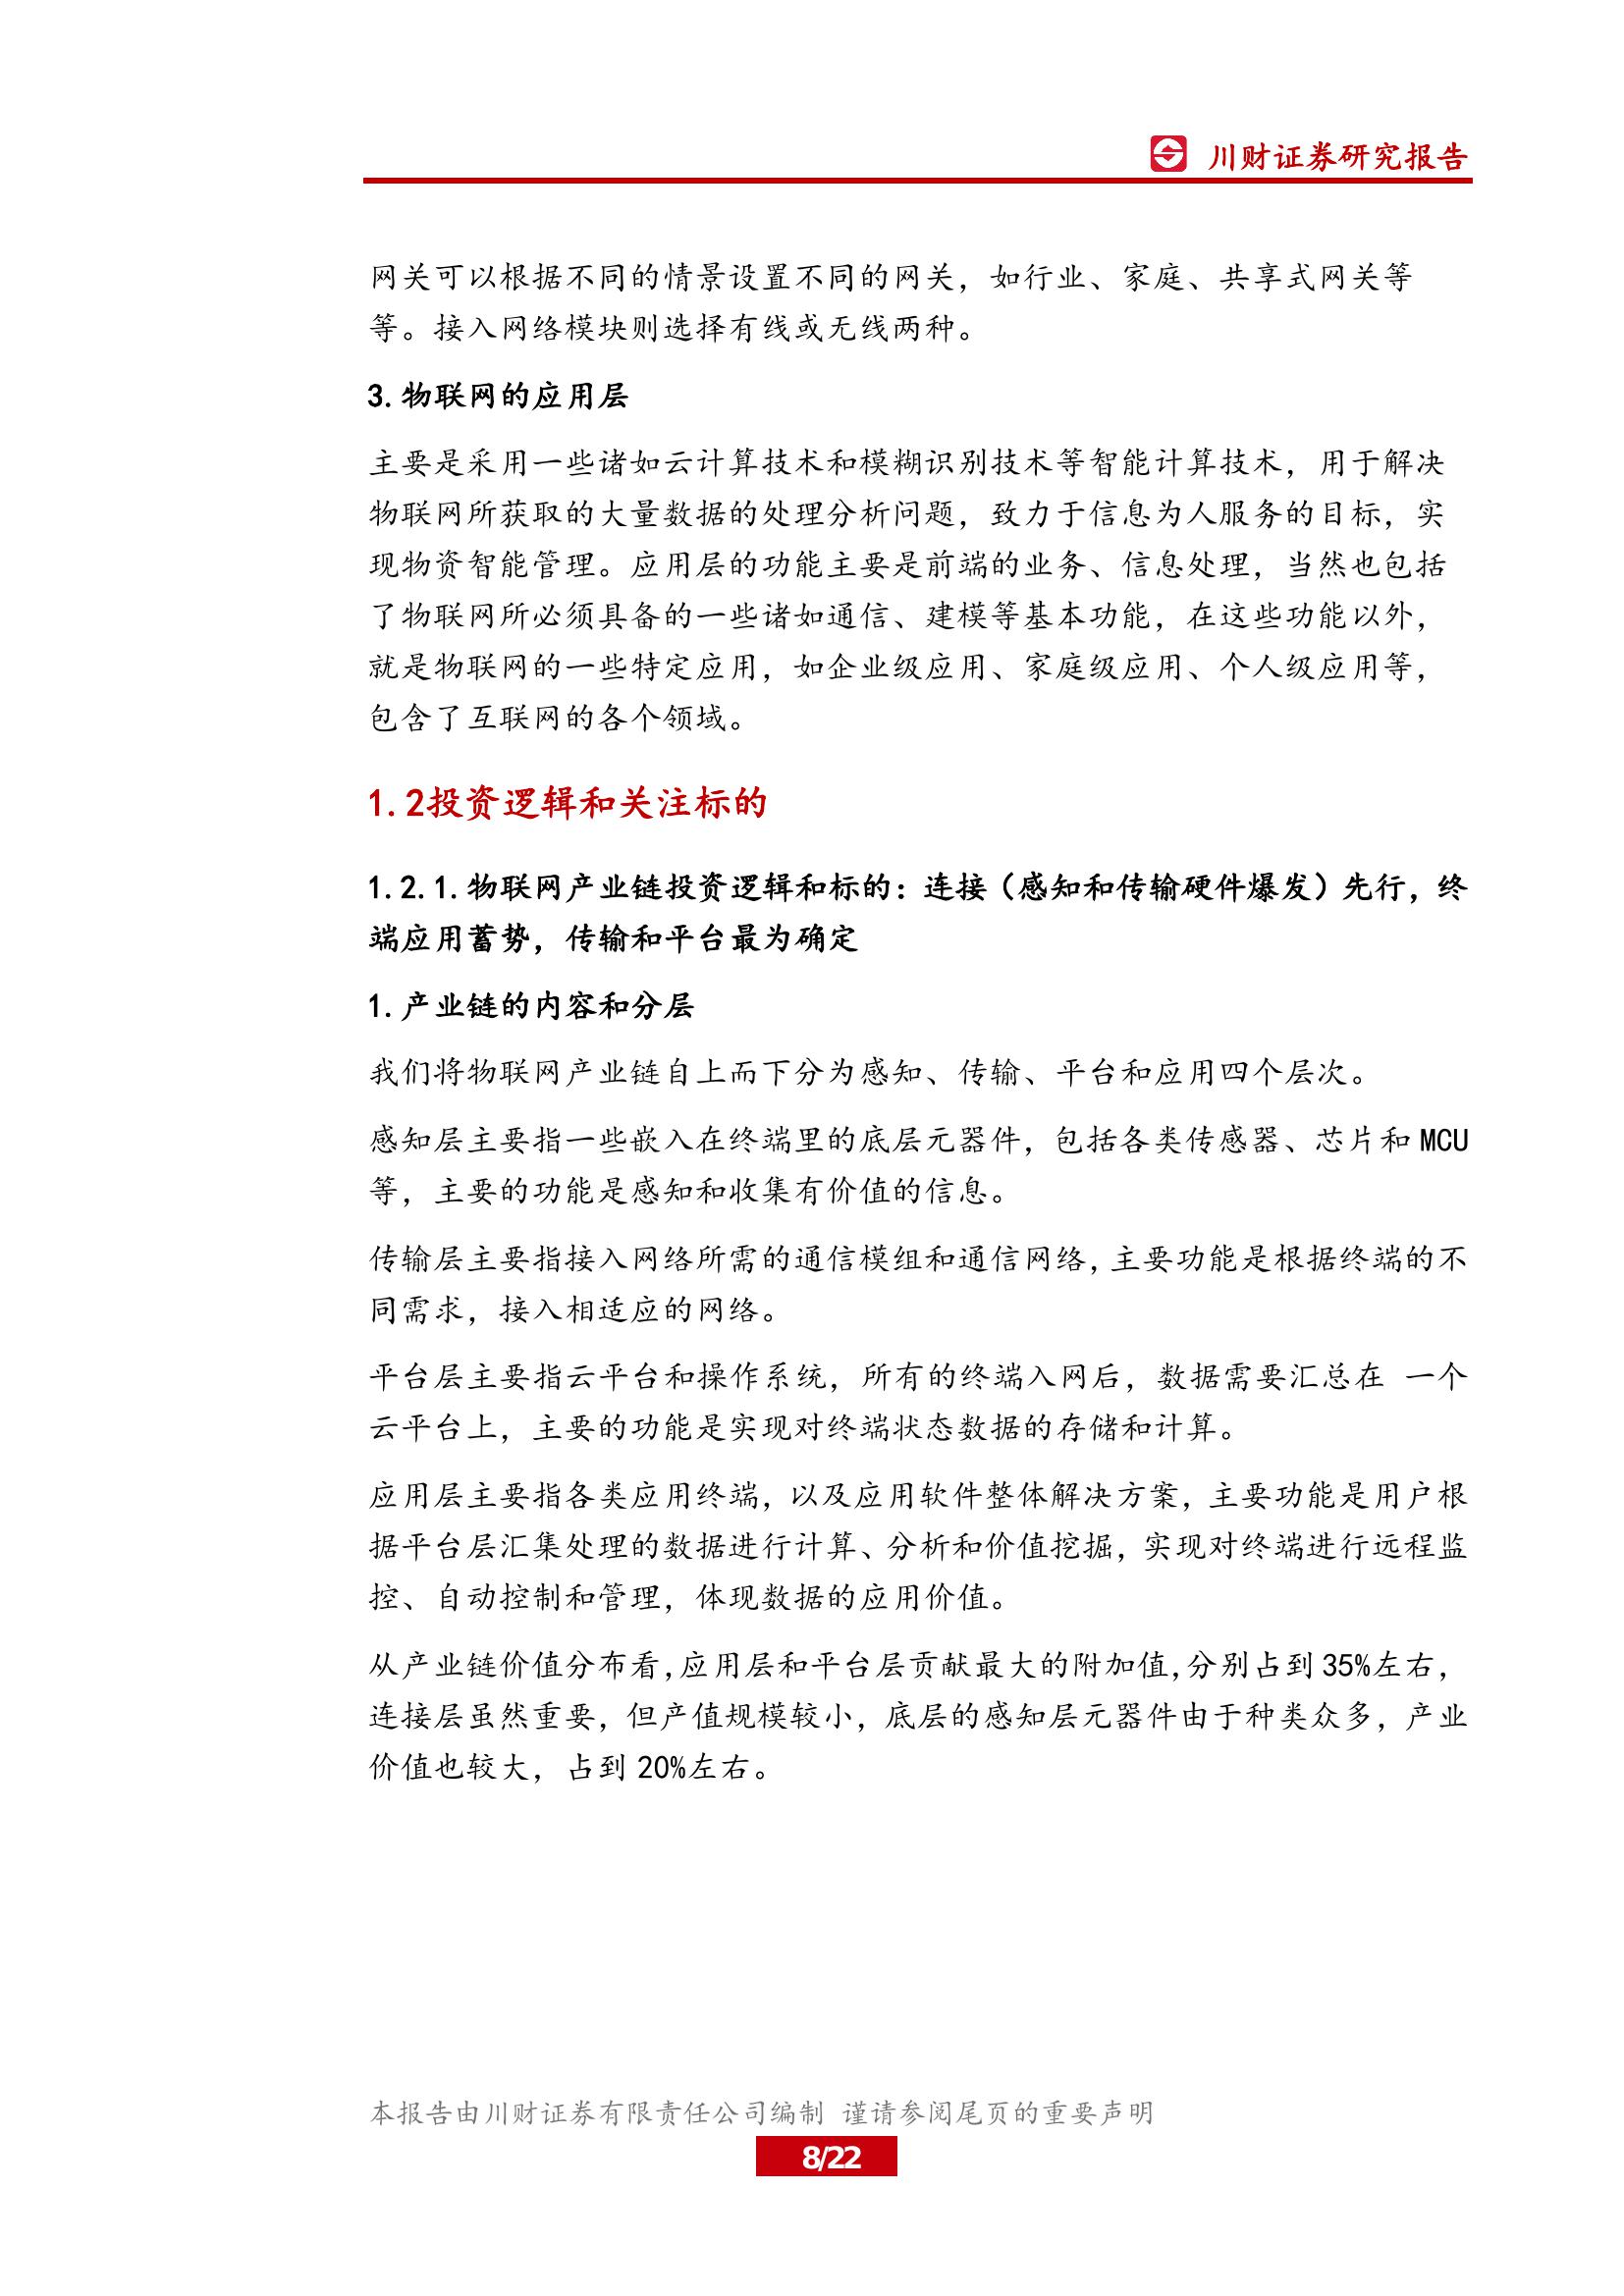 川财证券研究报告
网关可以根据不同的情景设置不同的网关，如行业、家庭、共享式网关等
等。接入网络模块则选择有线或无线两种。
3.物联网的应用层
主要是采用一些诸如云计算技术和模糊识别技术等智能计算技术，用于解决
物联网所获取的大量数据的处理分析问题，致力于信息为人服务的目标，实
现物资智能管理。应用层的功能主要是前端的业务、信息处理，当然也包括
了物联网所必须具备的一些诸如通信、建模等基本功能，在这些功能以外，
就是物联网的一些特定应用，如企业级应用、家庭级应用、个人级应用等，
包含了互联网的各个领域。
1.2投资逻辑和关注标的
1.2.1.物联网产业链投资逻辑和标的：连接（感知和传输硬件爆发）先行，终
端应用蓄势，传输和平台最为确定
1.产业链的内容和分层
我们将物联网产业链自上而下分为感知、传输、平台和应用四个层次。
感知层主要指一些嵌入在终端里的底层元器件，包括各类传感器、芯片和 MCU
等，主要的功能是感知和收集有价值的信息。
传输层主要指接入网络所需的通信模组和通信网络，主要功能是根据终端的不
同需求，接入相适应的网络。
平台层主要指云平台和操作系统，所有的终端入网后，数据需要汇总在 一个
云平台上，主要的功能是实现对终端状态数据的存储和计算。
应用层主要指各类应用终端，以及应用软件整体解决方案，主要功能是用户根
据平台层汇集处理的数据进行计算、分析和价值挖掘，实现对终端进行远程监
控、自动控制和管理，体现数据的应用价值。
从产业链价值分布看，应用层和平台层贡献最大的附加值，分别占到 35%左右，
连接层虽然重要，但产值规模较小，底层的感知层元器件由于种类众多，产业
价值也较大，占到 20%左右。
本报告由川财证券有限责任公司编制 谨请参阅尾页的重要声明
8/22